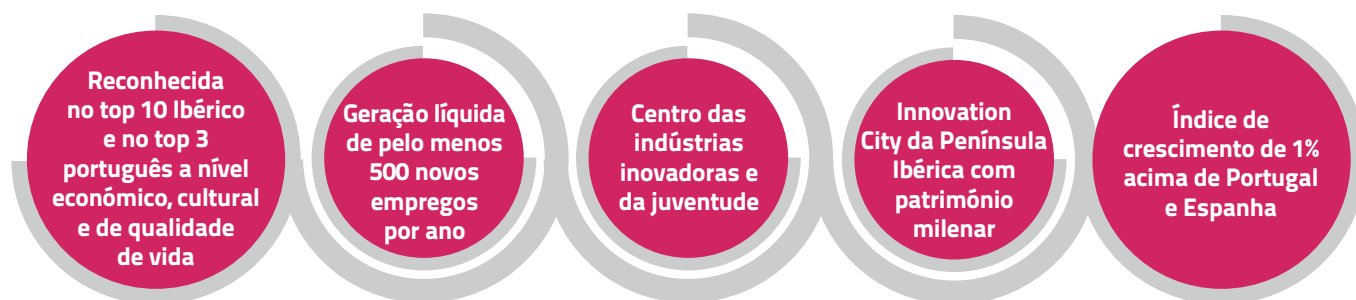 Reconhecida
no top 10 Ibérico
e no top 3
português a nível
económico, cultural
e de qualidade
de vida
Geração líquida
de pelo menos
500 novos
empregos
por ano
Centro das
indústrias
inovadoras e
da juventude
Innovation
City da Península
Ibérica com
património
milenar
Índice de
crescimento de 1%
acima de Portugal
e Espanha